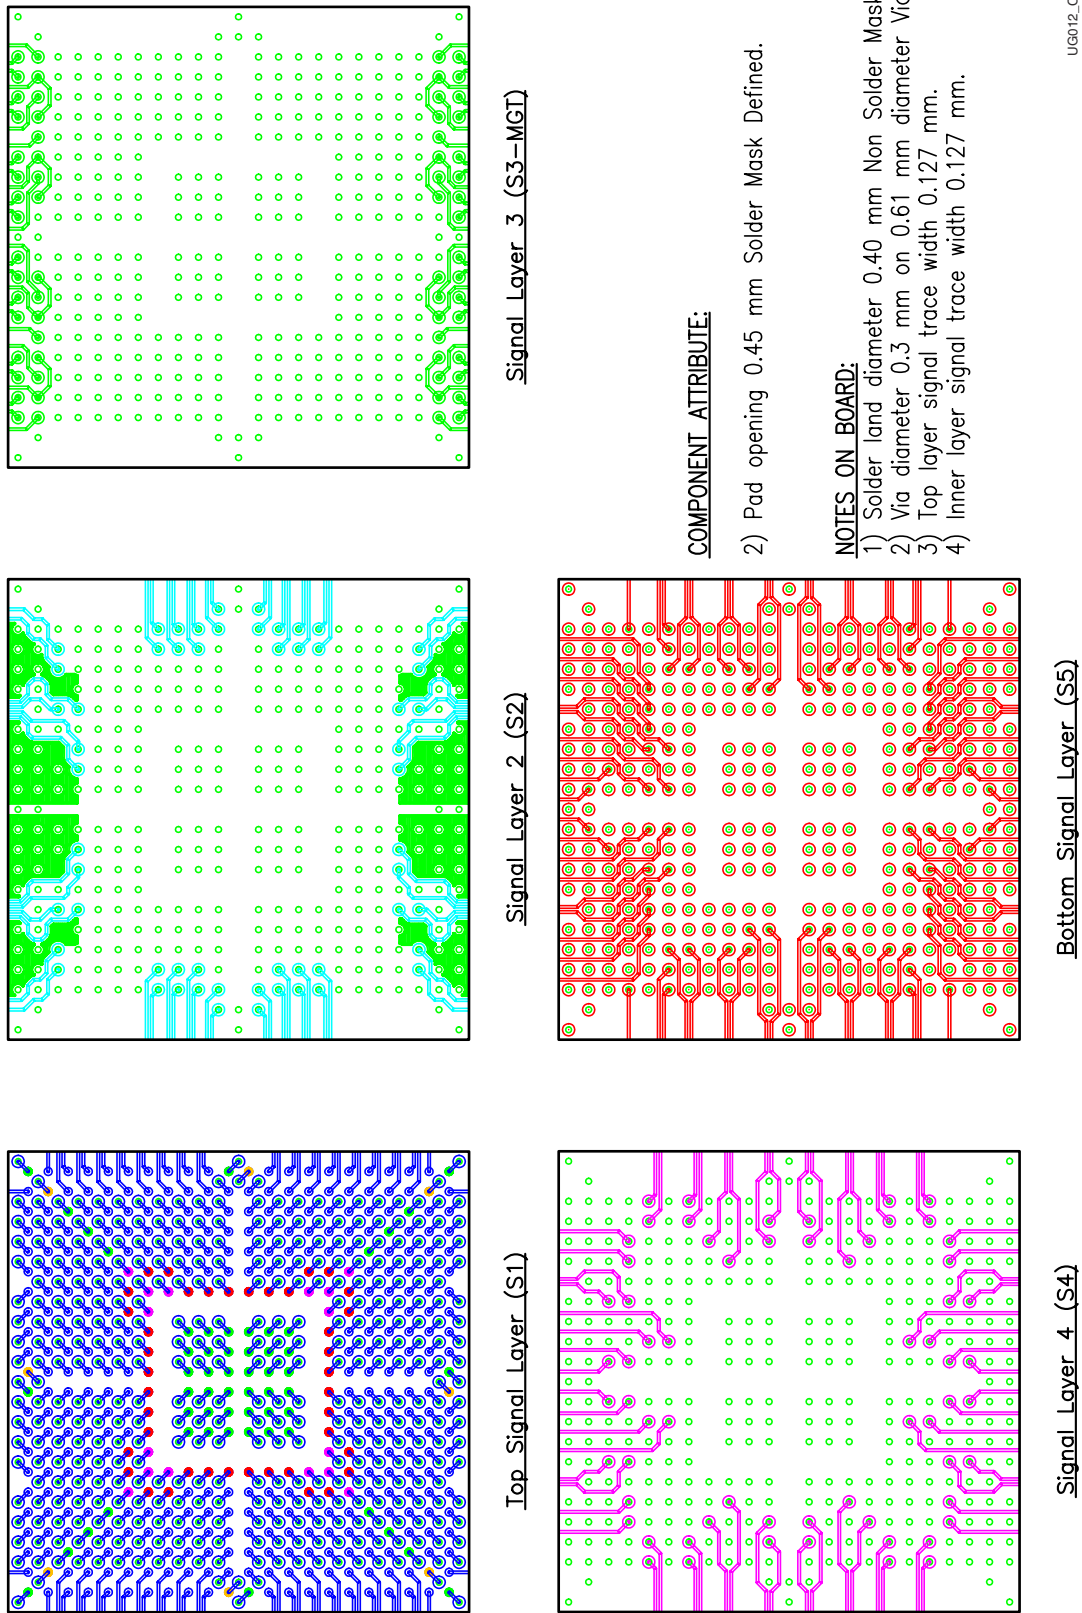 Top Signal Layer (S1)
Signal Layer 2 (S2)
Signal Layer 3 (S3-MGT)
Signal Layer 4 (S4)
Bottom Signal Layer (S5)
COMPONENT ATTRIBUTE:
2) Pad opening 0.45 mm Solder Mask Defined.
NOTES ON BOARD:
1) Solder land diameter 0.40 mm Non Solder Mask
2) Via diameter 0.3 mm on 0.61 mm diameter Via
3) Top layer signal trace width 0.127 mm.
4) Inner layer signal trace width 0.127 mm.
UG012_C